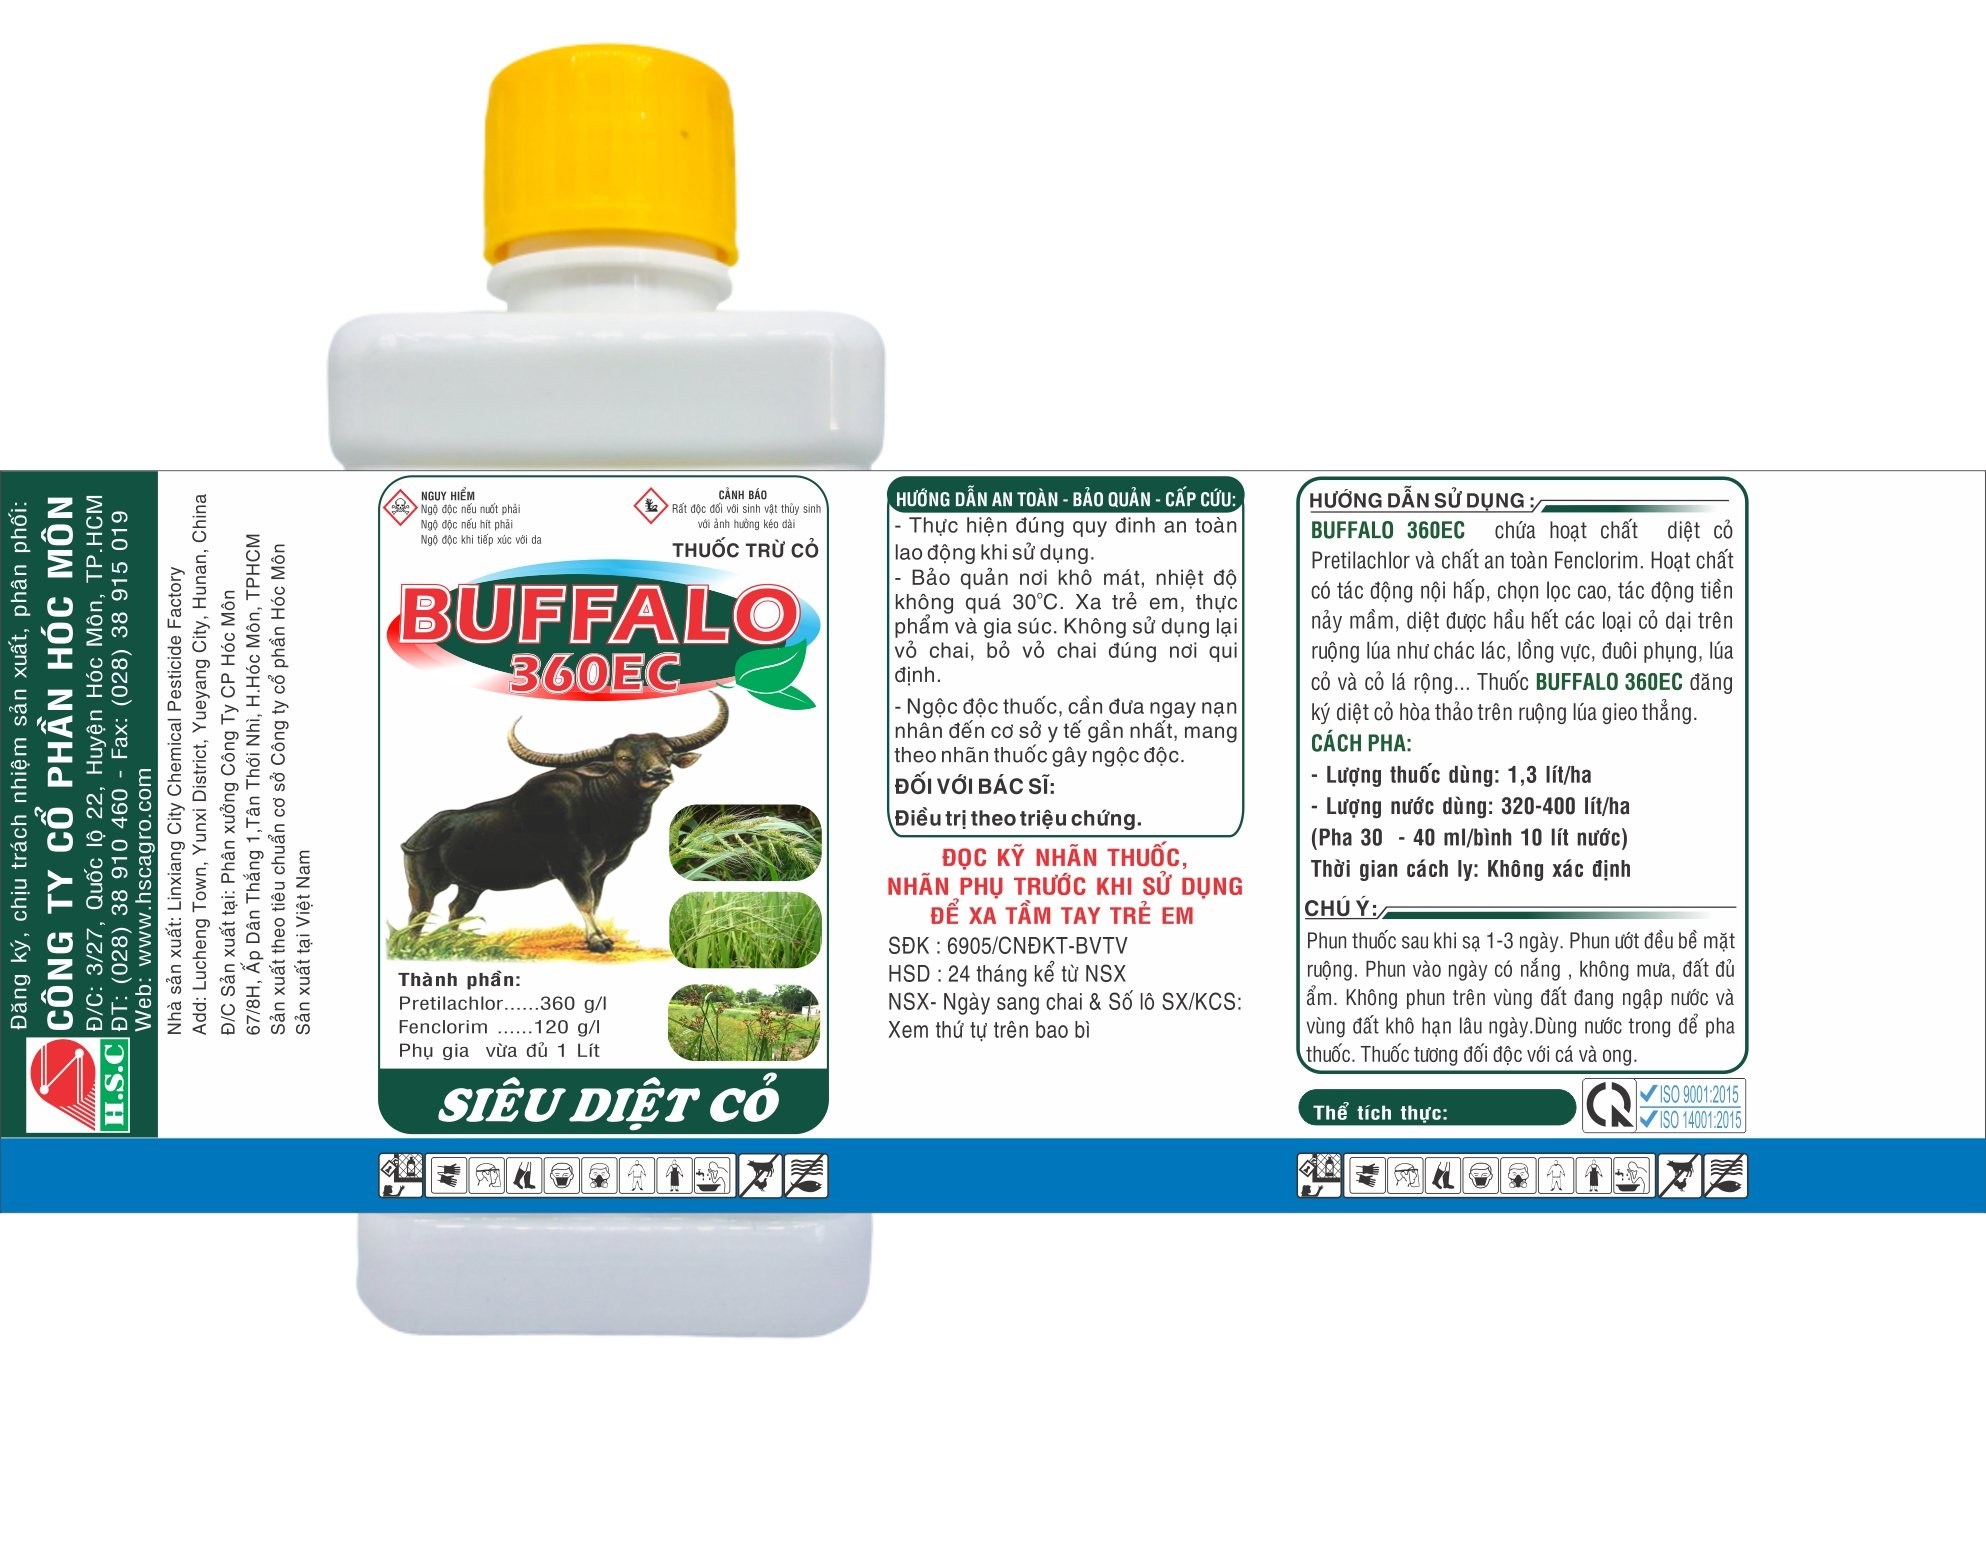 Đăng ký, chịu trách nhiệm sản xuất, phân phối:
CÔNG TY CỔ PHẦN HÓC MÔN
Đ/C: 3/27, Quốc lộ 22, Huyện Hóc Môn, TP.HCM
ĐT: (028) 38 910 460 - Fax: (028) 38 915 019
Web: www.hscagro.com
H.S.C
Nhà sản xuất: Linxiang City Chemical Pesticide Factory
Add: Lucheng Town, Yunxi District, Yueyang City, Hunan, China
Đ/C Sản xuất tại: Phân xưởng Công Ty CP Hóc Môn
67/8H, Ấp Dân Thắng 1,Tân Thới Nhì, H.Hóc Môn, TPHCM
Sản xuất theo tiêu chuẩn cơ sở Công ty cổ phần Hóc Môn
Sản xuất tại Việt Nam
NGUY HIỂM
Ngộ độc nếu nuốt phải
Ngộ độc nếu hít phải
Ngộ độc khi tiếp xúc với da
CẢNH BÁO
Rất độc đối với sinh vật thủy sinh
với ảnh hưởng kéo dài
THUỐC TRỪ CỎ
BUFFALO
360EC
Thành phần:
Pretilachlor......360 g/l
Fenclorim ......120 g/l
Phụ gia vừa đủ 1 Lít
SIÊU DIỆT CỎ
HƯỚNG DẪN AN TOÀN - BẢO QUẢN - CẤP CỨU:
- Thực hiện đúng quy đinh an toàn
lao động khi sử dụng.
- Bảo quản nơi khô mát, nhiệt độ
không quá 30°C. Xa trẻ em, thực
phẩm và gia súc. Không sử dụng lại
vỏ chai, bỏ vỏ chai đúng nơi qui
định.
- Ngộc độc thuốc, cần đưa ngay nạn
nhân đến cơ sở y tế gần nhất, mang
theo nhãn thuốc gây ngộc độc.
ĐỐI VỚI BÁC SĨ:
Điều trị theo triệu chứng.
ĐỌC KỸ NHÃN THUỐC,
NHÃN PHỤ TRƯỚC KHI SỬ DỤNG
ĐỂ XA TẦM TAY TRẺ EM
SĐK : 6905/CNĐKT-BVTV
HSD : 24 tháng kể từ NSX
NSX- Ngày sang chai & Số lô SX/KCS:
Xem thứ tự trên bao bì
HƯỚNG DẪN SỬ DỤNG :
BUFFALO 360EC chứa hoạt chất diệt cỏ
Pretilachlor và chất an toàn Fenclorim. Hoạt chất
có tác động nội hấp, chọn lọc cao, tác động tiền
nảy mầm, diệt được hầu hết các loại cỏ dại trên
ruộng lúa như chác lác, lồng vực, đuôi phụng, lúa
cỏ và cỏ lá rộng... Thuốc BUFFALO 360EC đăng
ký diệt cỏ hòa thảo trên ruộng lúa gieo thẳng.
CÁCH PHA:
- Lượng thuốc dùng: 1,3 lít/ha
- Lượng nước dùng: 320-400 lít/ha
(Pha 30 - 40 ml/bình 10 lít nước)
Thời gian cách ly: Không xác định
CHÚ Ý:
Phun thuốc sau khi sạ 1-3 ngày. Phun ướt đều bề mặt
ruộng. Phun vào ngày có nắng , không mưa, đất đủ
ẩm. Không phun trên vùng đất đang ngập nước và
vùng đất khô hạn lâu ngày.Dùng nước trong để pha
thuốc. Thuốc tương đối độc với cá và ong.
Thể tích thực:
ISO 9001:2015
ISO 14001:2015